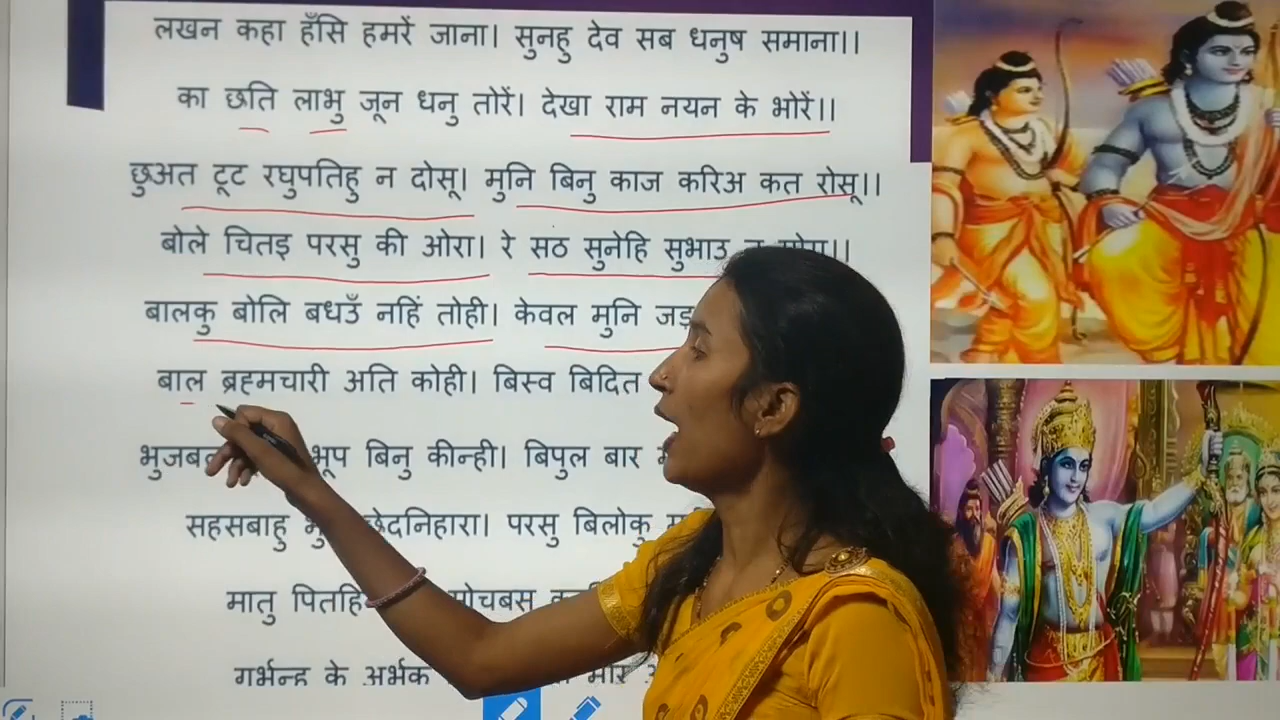 लखन कहा हँसि हमरें जाना। सुनहु देव सब धनुष समाना।।
का छति लाभु जून धनु तोरें। देखा राम नयन के भोरें।।
छुअत टूट रघुपतिहु न दोसू। मुनि बिनु काज करिअ कत रोसू।।
बोले चितइ परसु की ओरा। रे सठ सुनेहि सुभाउ न मोरा।।
बालकु बोलि बधउँ नहिं तोही। केवल मुनि जड़
बाल ब्रह्मचारी अति कोही। बिस्व बिदित
भूप बिनु कीन्ही। बिपुल बार
सहसबाहु छेदनिहारा। परसु बिलोकु
मातु
गर्भन्ह के अर्भक